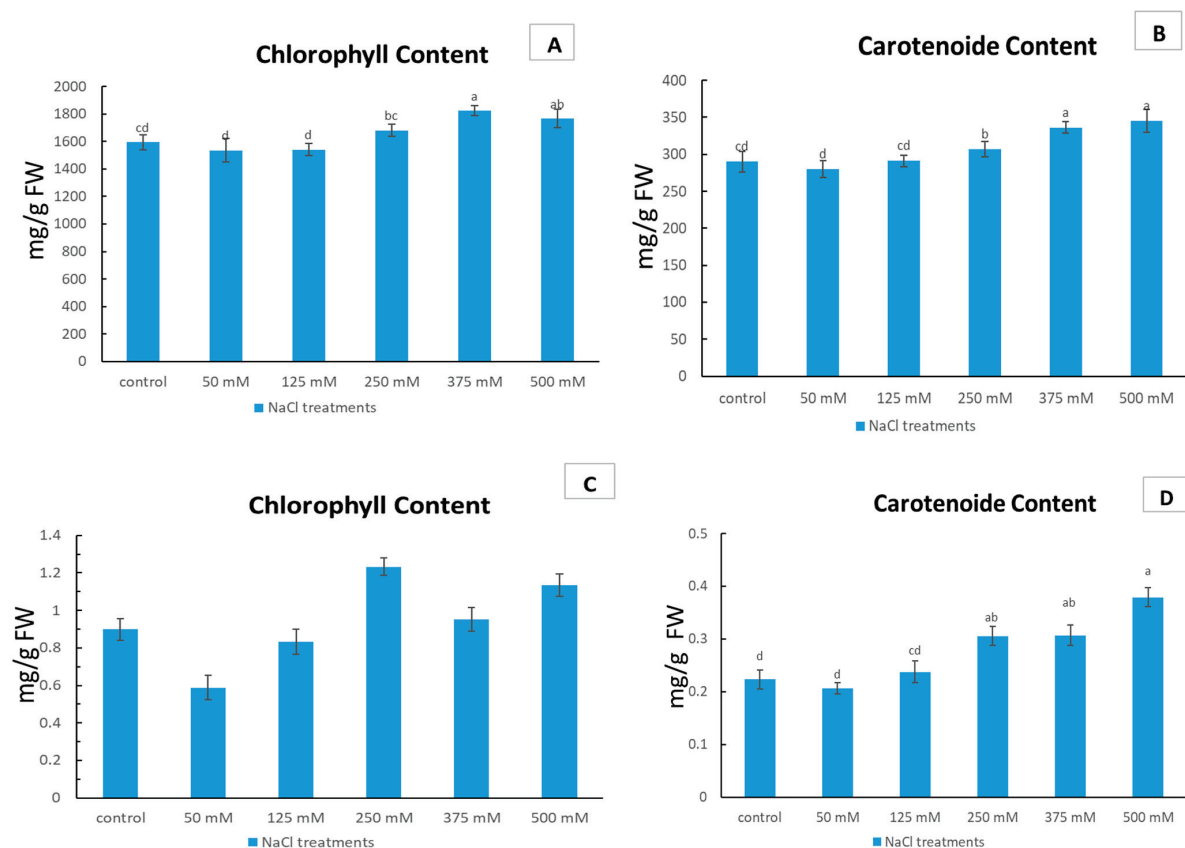 A
Chlorophyll Content
mg/g FW
2000
1800
1600
1400
1200
1000
800
600
400
200
0
cd
d
d
bc
a
ab
control 50 mM 125 mM 250 mM 375 mM 500 mM
NaCl treatments
B
Carotenoide Content
mg/g FW
400
350
300
250
200
150
100
50
0
cd
d
cd
b
a
a
control 50 mM 125 mM 250 mM 375 mM 500 mM
NaCl treatments
C
Chlorophyll Content
mg/g FW
1.4
1.2
1
0.8
0.6
0.4
0.2
0
control 50 mM 125 mM 250 mM 375 mM 500 mM
NaCl treatments
D
Carotenoide Content
mg/g FW
0.5
0.4
0.3
0.2
0.1
0
d
d
cd
ab
ab
a
control 50 mM 125 mM 250 mM 375 mM 500 mM
NaCl treatments